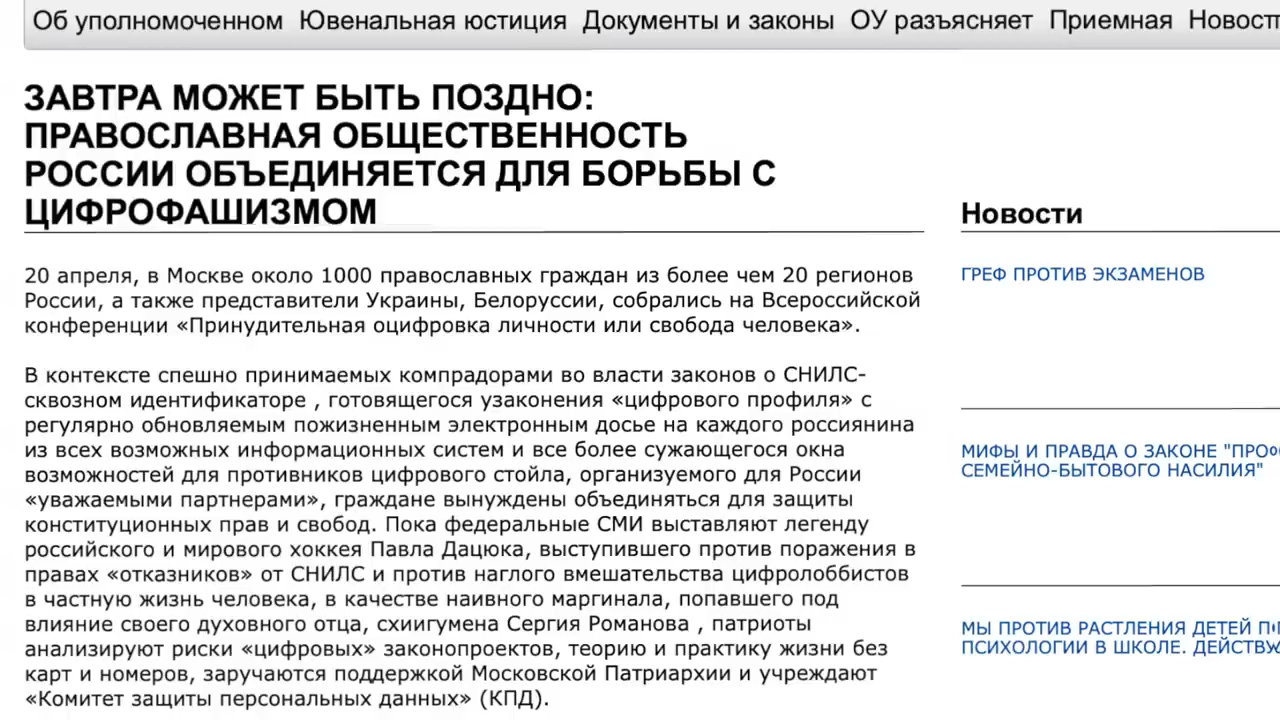 Об уполномоченном Ювенальная юстиция Документы и законы ОУ разъясняет Приемная
ЗАВТРА МОЖЕТ БЫТЬ ПОЗДНО:
ПРАВОСЛАВНАЯ ОБЩЕСТВЕННОСТЬ
РОССИИ ОБЪЕДИНЯЕТСЯ ДЛЯ БОРЬБЫ С
ЦИФРОФАШИЗМОМ
20 апреля, в Москве около 1000 православных граждан из более чем 20 регионов
России, а также представители Украины, Белоруссии, собрались на Всероссийской
конференции «Принудительная оцифровка личности или свобода человека».
В контексте спешно принимаемых компрадорами во власти законов о СНИЛС-
сквозном идентификаторе , готовящегося узаконения «цифрового профиля» с
регулярно обновляемым пожизненным электронным досье на каждого россиянина
из всех возможных информационных систем и все более сужающегося окна
возможностей для противников цифрового стойла, организуемого для России
«уважаемыми партнерами», граждане вынуждены объединяться для защиты
конституционных прав и свобод. Пока федеральные СМИ выставляют легенду
российского и мирового хоккея Павла Дацюка, выступившего против поражения в
правах «отказников» от СНИЛС и против наглого вмешательства цифролоббистов
в частную жизнь человека, в качестве наивного маргинала, попавшего под
влияние своего духовного отца, схиигумена Сергия Романова , патриоты
анализируют риски «цифровых» законопроектов, теорию и практику жизни без
карт и номеров, заручаются поддержкой Московской Патриархии и учреждают
«Комитет защиты персональных данных» (КПД).
Новости
ГРЕФ ПРОТИВ ЭКЗАМЕНОВ
МИФЫ И ПРАВДА О ЗАКОНЕ
СЕМЕЙНО-БЫТОВОГО НАСИЛИЯ"
МЫ ПРОТИВ РАСТЛЕНИЯ ДЕТЕЙ
ПСИХОЛОГИИ В ШКОЛЕ.